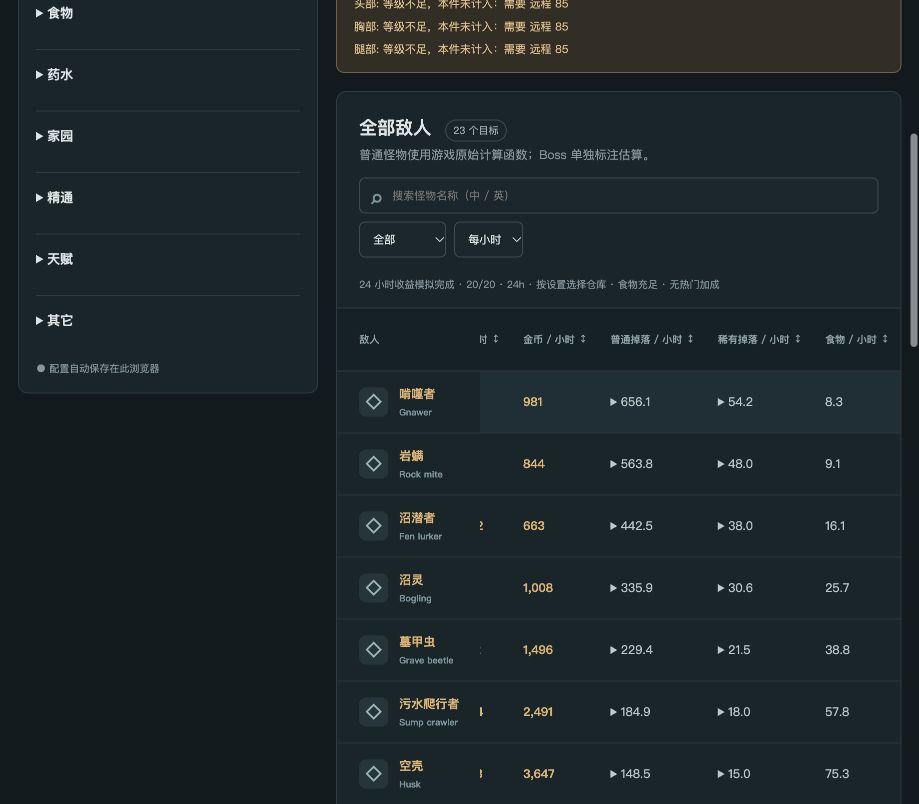 食物
药水
家园
精通
天赋
其它
配置自动保存在此浏览器
头部: 等级不足，本件未计入：需要 远程 85
胸部: 等级不足，本件未计入：需要 远程 85
腿部: 等级不足，本件未计入：需要 远程 85
全部敌人 23 个目标
普通怪物使用游戏原始计算函数；Boss 单独标注估算。
搜索怪物名称（中 / 英）
全部 每小时
24 小时收益模拟完成 · 20/20 · 24h · 按设置选择仓库 · 食物充足 · 无热门加成
敌人 时 金币 / 小时 普通掉落 / 小时 稀有掉落 / 小时 食物 / 小时
啃噬者 981 656.1 54.2 8.3
Gnawer
岩螨 844 563.8 48.0 9.1
Rock mite
沼潜者 2 663 442.5 38.0 16.1
Fen lurker
沼灵 1,008 335.9 30.6 25.7
Bogling
墓甲虫 1,496 229.4 21.5 38.8
Grave beetle
污水爬行者 2,491 184.9 18.0 57.8
Sump crawler
空壳 3,647 148.5 15.0 75.3
Husk